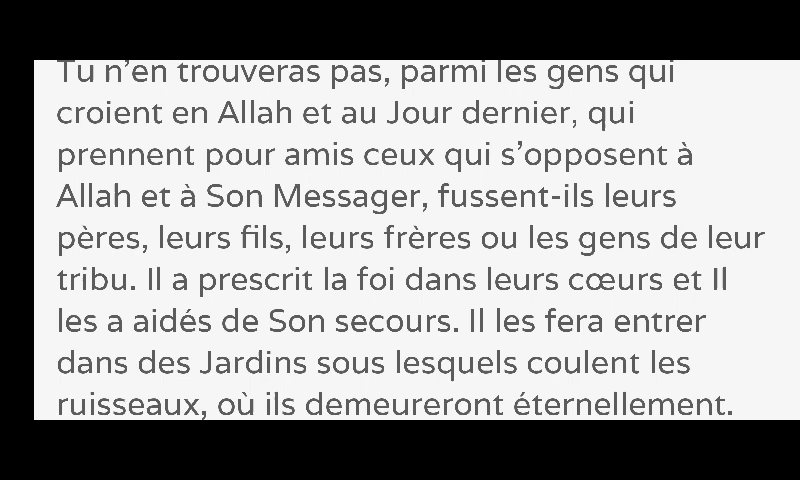 Tu n’en trouveras pas, parmi les gens qui
croient en Allah et au Jour dernier, qui
prennent pour amis ceux qui s’opposent à
Allah et à Son Messager, fussent-ils leurs
pères, leurs fils, leurs frères ou les gens de leur
tribu. Il a prescrit la foi dans leurs cœurs et Il
les a aidés de Son secours. Il les fera entrer
dans des Jardins sous lesquels coulent les
ruisseaux, où ils demeureront éternellement.